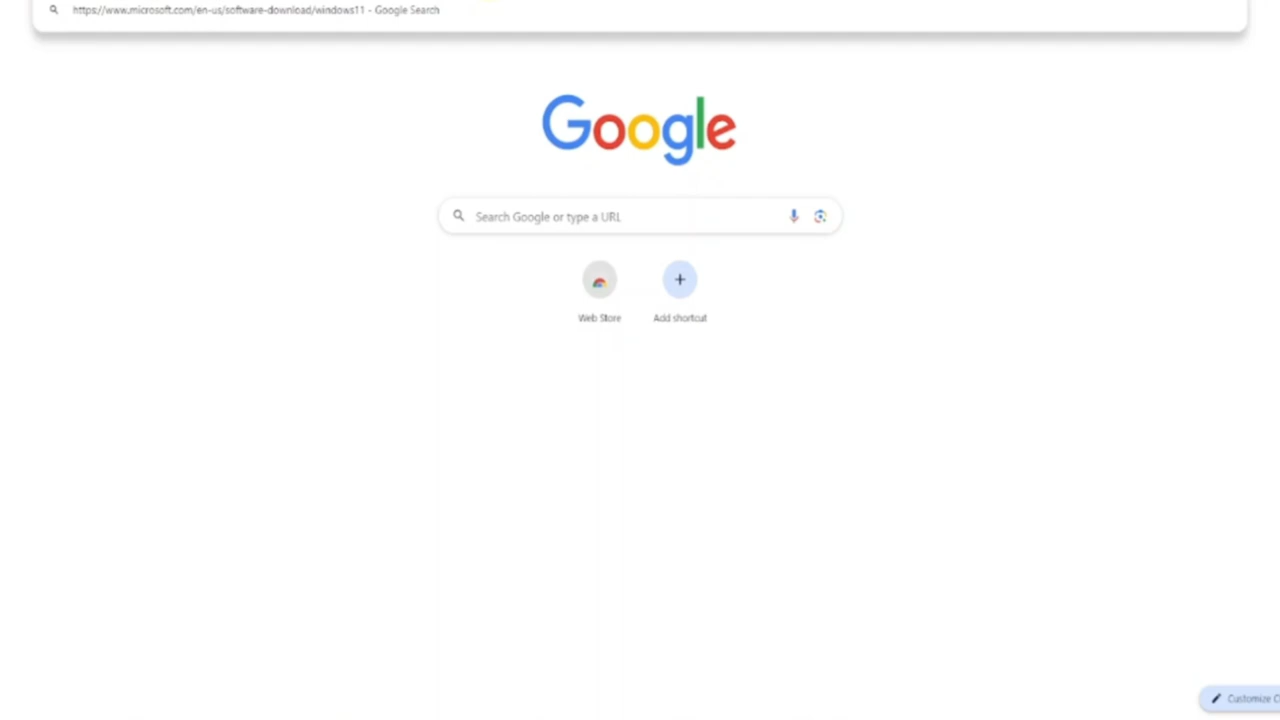 https://www.microsoft.com/en-us/software-download/windows11 - Google Search
Google
Search Google or type a URL
Web Store
Add shortcut
Customize C